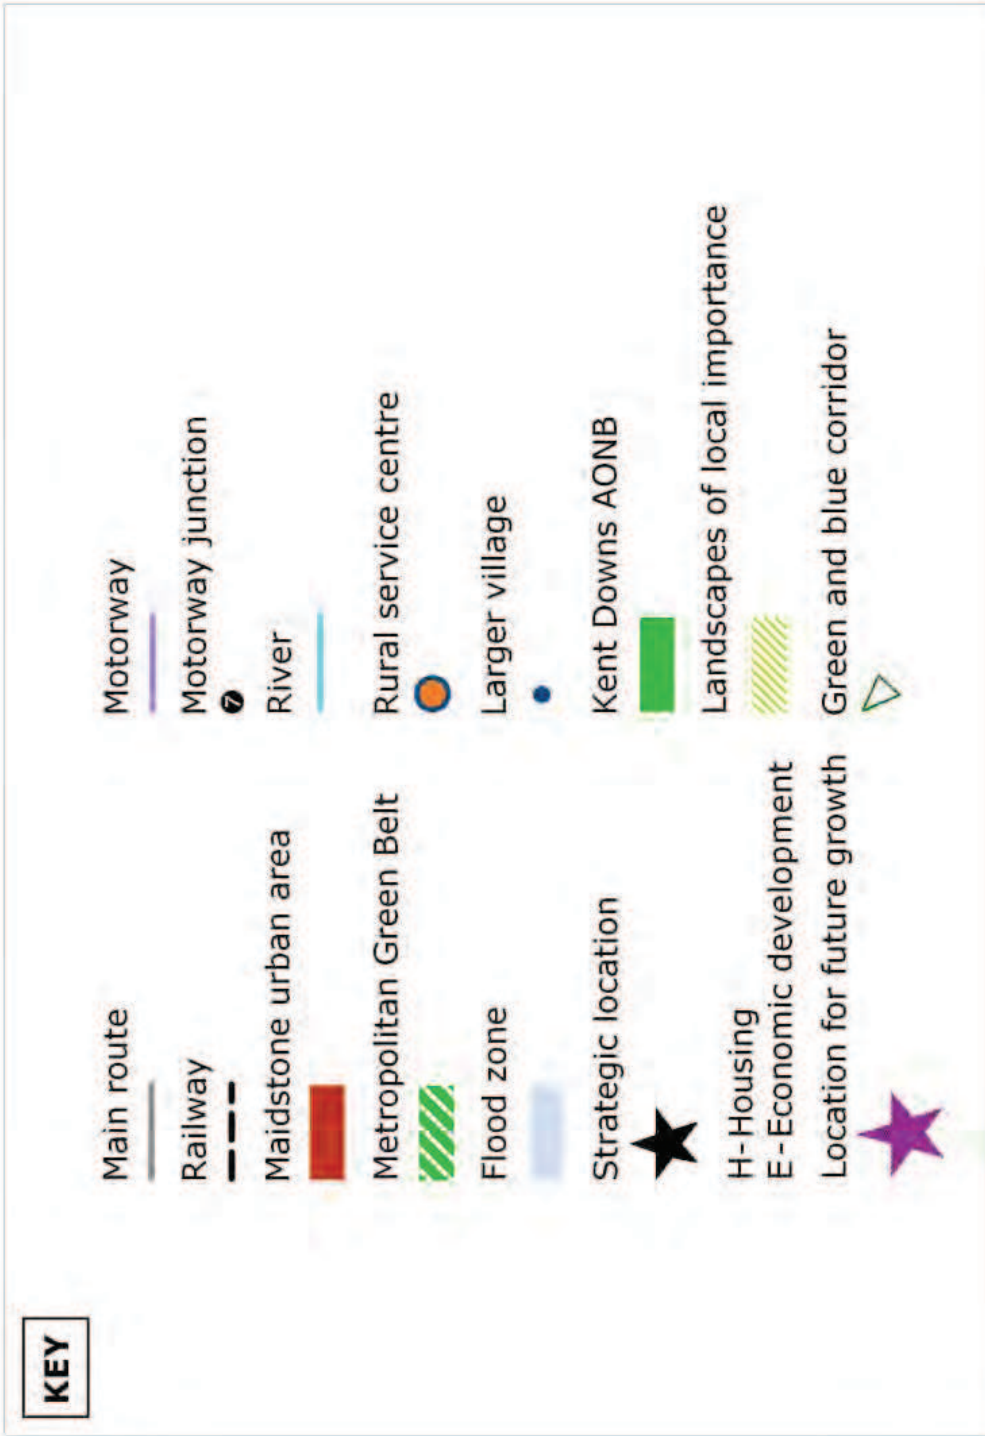 KEY
Main route
Railway
Maidstone urban area
Metropolitan Green Belt
Flood zone
Strategic location
H-Housing
E-Economic development
Location for future growth
Motorway
Motorway junction
7
River
Rural service centre
Larger village
Kent Downs AONB
Landscapes of local importance
Green and blue corridor